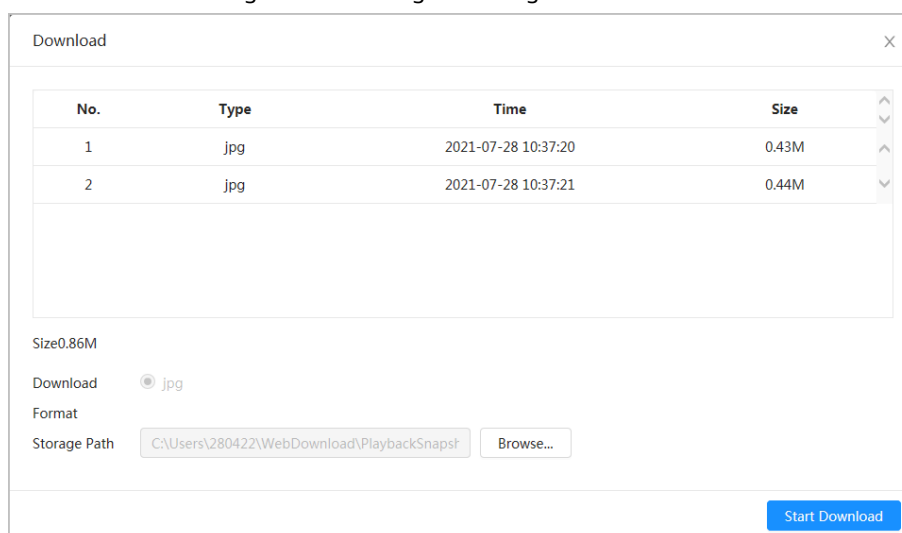 Download
No. Type Time Size
1 jpg 2021-07-28 10:37:20 0.43M
2 jpg 2021-07-28 10:37:21 0.44M
Size0.86M
Download jpg
Format
Storage Path C:\Users\280422\WebDownload\PlaybackSnapsh Browse...
Start Download